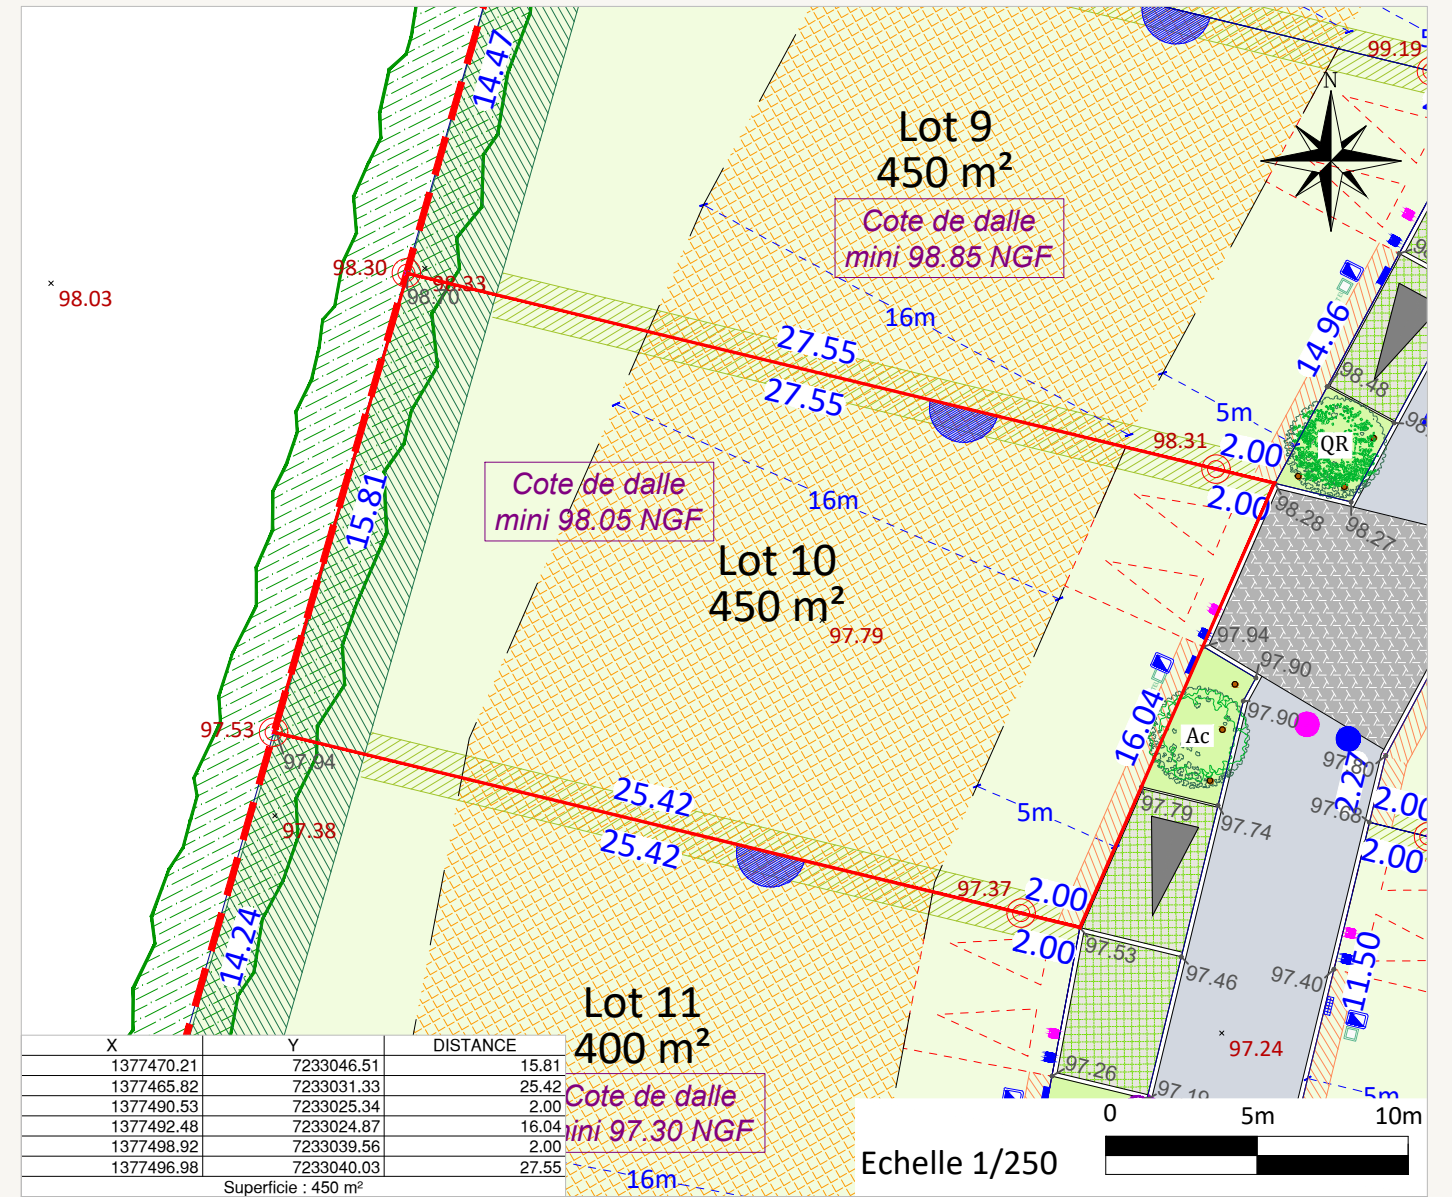 14.47
99.19
N
Lot 9
450 m²
Cote de dalle
mini 98.85 NGF
98.30
98.33
98.70
98.03
16m
14.96
27.55
27.55
98.48
5m
98.31
2.00
QR
2.00
98.28
98.27
Cote de dalle
mini 98.05 NGF
16m
15.81
Lot 10
450 m²
97.79
97.94
97.90
97.53
97.94
16.04
Ac
97.90
97.80
2.27
25.42
25.42
5m
97.79
97.74
97.68
2.00
2.00
97.38
97.37
2.00
2.00
97.53
97.46
97.40
11.50
14.24
Lot 11
400 m²
97.24
97.26
97.19
5m
Cote de dalle
mini 97.30 NGF
16m
X Y DISTANCE
1377470.21 7233046.51 15.81
1377465.82 7233031.33 25.42
1377490.53 7233025.34 2.00
1377492.48 7233024.87 16.04
1377498.92 7233039.56 2.00
1377496.98 7233040.03 27.55
Superficie : 450 m²
Echelle 1/250
0 5m 10m